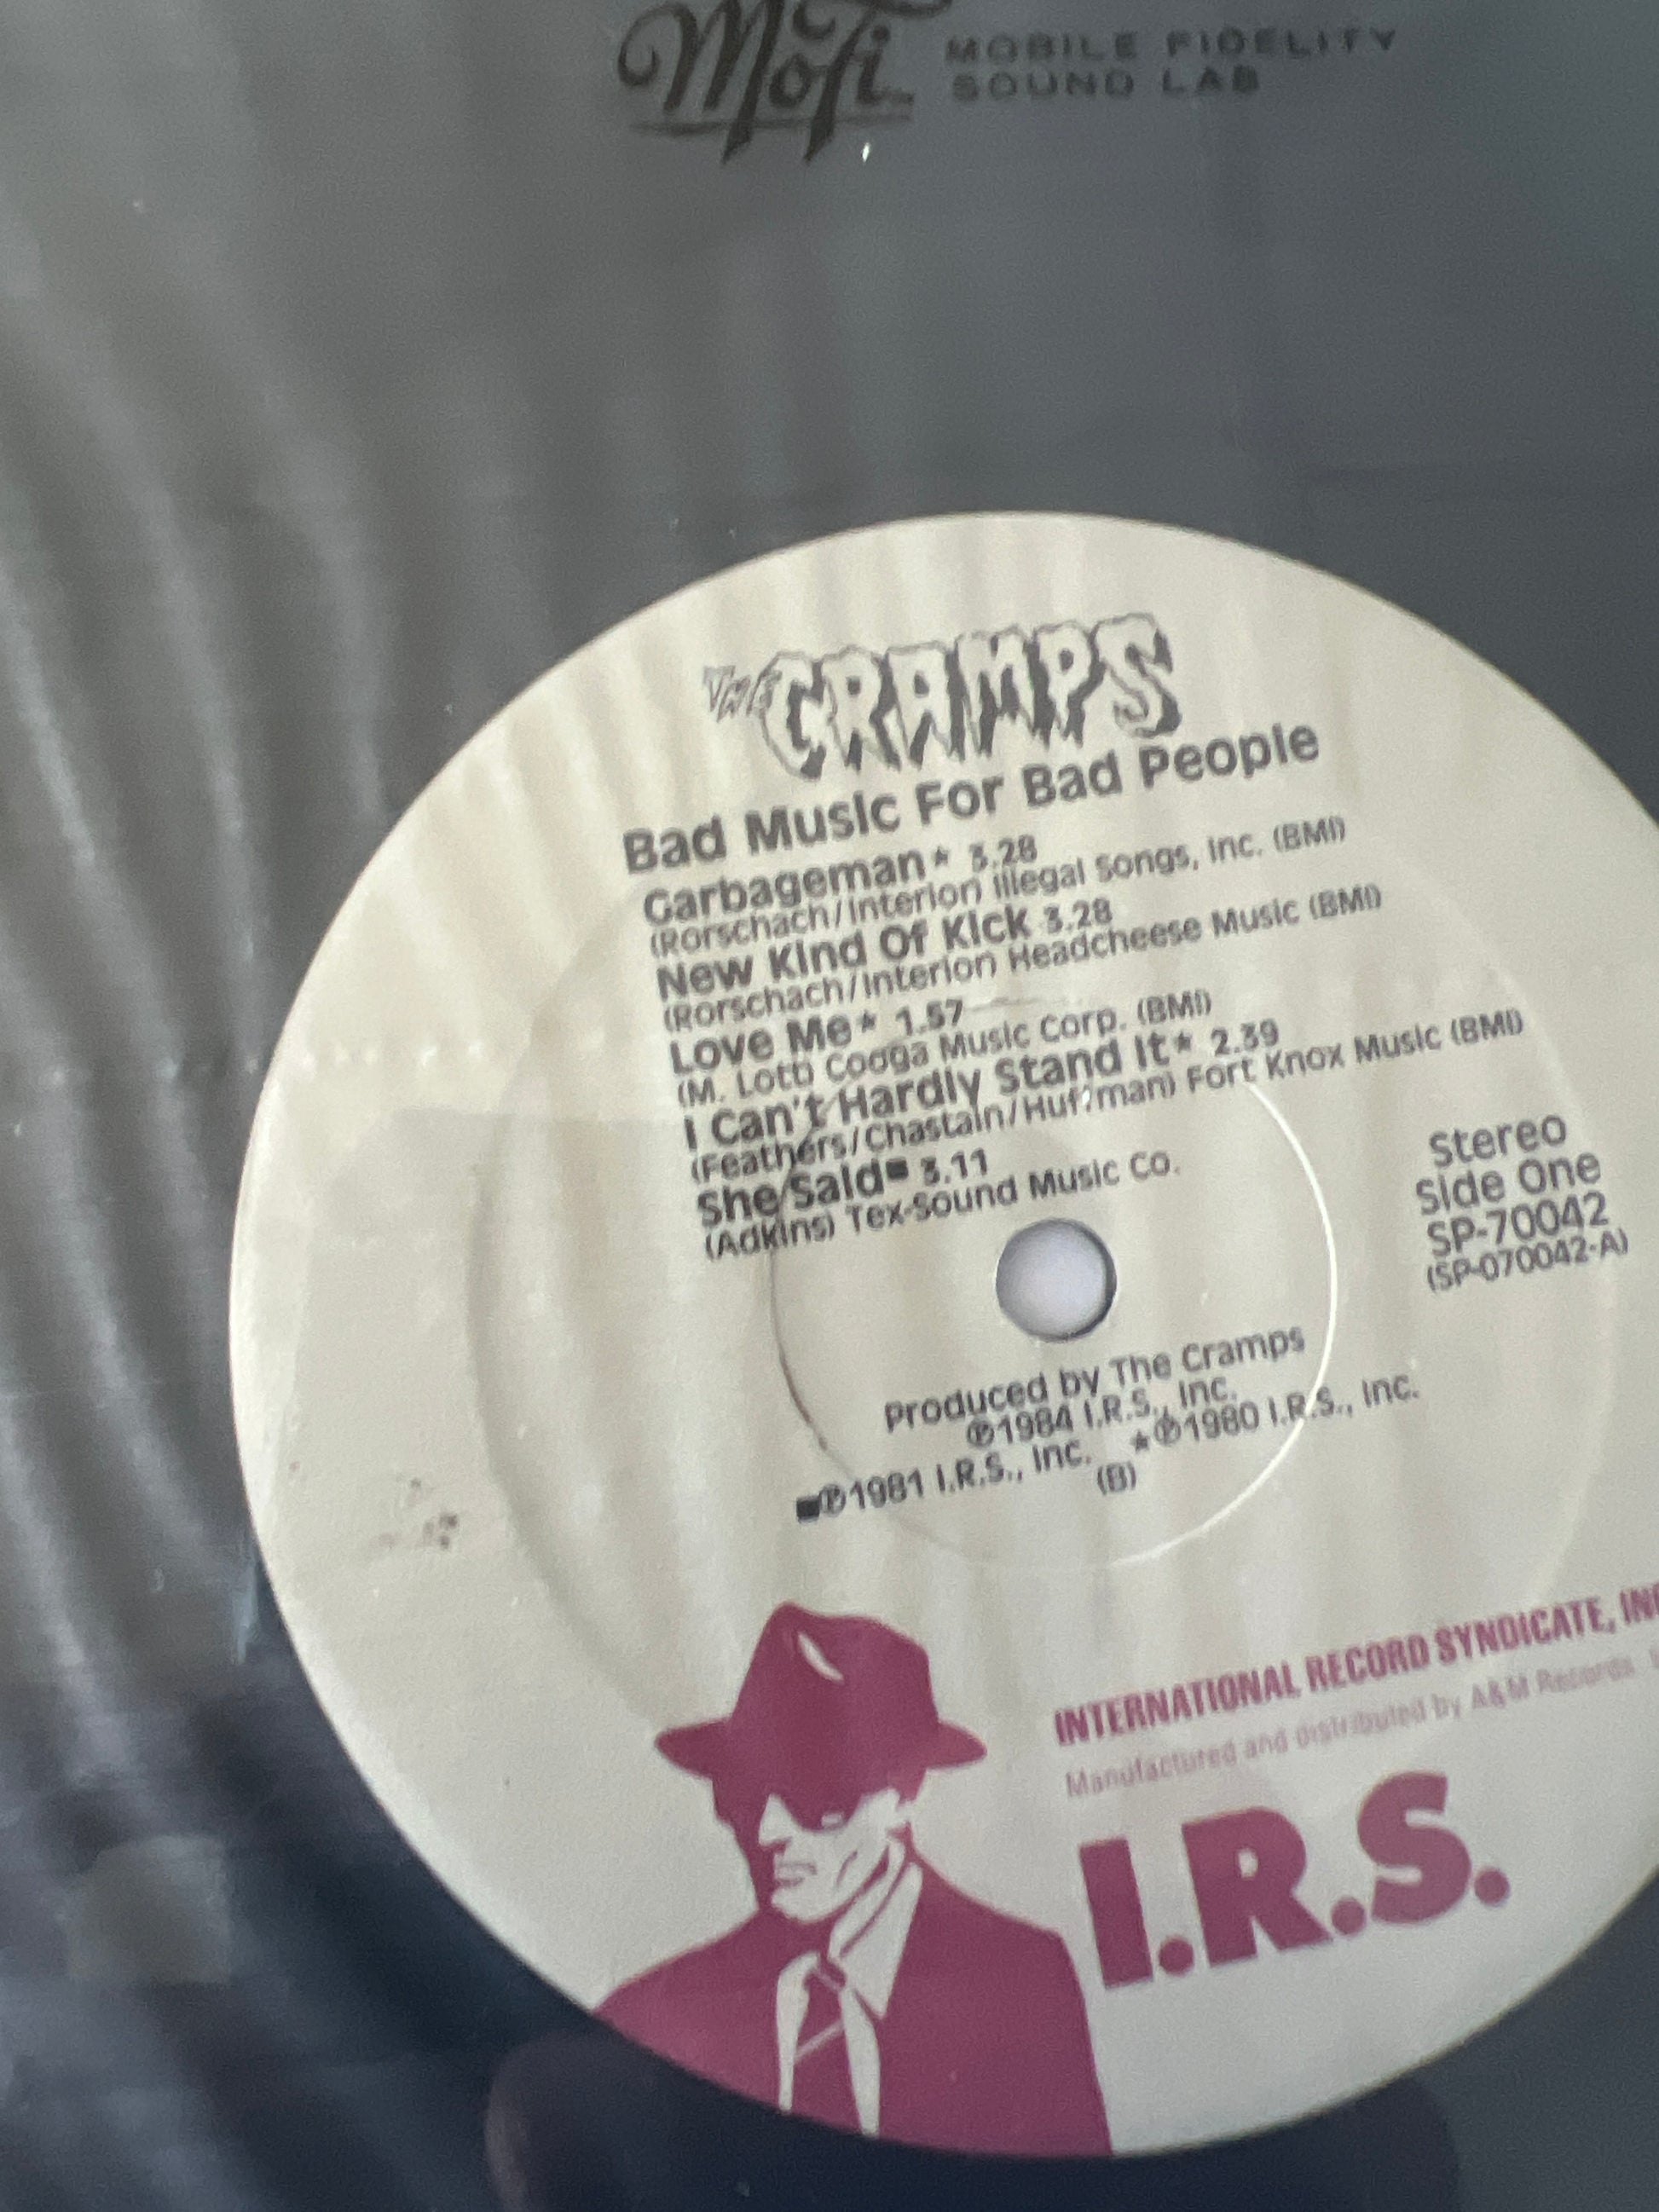 MoFi
MOBILE FIDELITY
SOUND LAB
THE CRAMPS
Bad Music For Bad People
Garbageman★ 3.28
(Rorschach/Interior) Illegal Songs, Inc. (BMI)
New Kind Of Kick 3.28
(Rorschach/Interior) Headcheese Music (BMI)
Love Me★ 1.57
(M. Lott) Cooga Music Corp. (BMI)
I Can't Hardly Stand It★ 2.39
(Feathers/Chastain/Huffman) Fort Knox Music (BMI)
She Said■ 3.11
(Adkins) Tex-Sound Music Co.
Stereo
Side One
SP-70042
(SP-070042-A)
Produced by The Cramps
℗1984 I.R.S., Inc.
■℗1981 I.R.S., Inc. ★℗1980 I.R.S., Inc.
(B)
INTERNATIONAL RECORD SYNDICATE,
Manufactured and distributed by A&M Records
I.R.S.